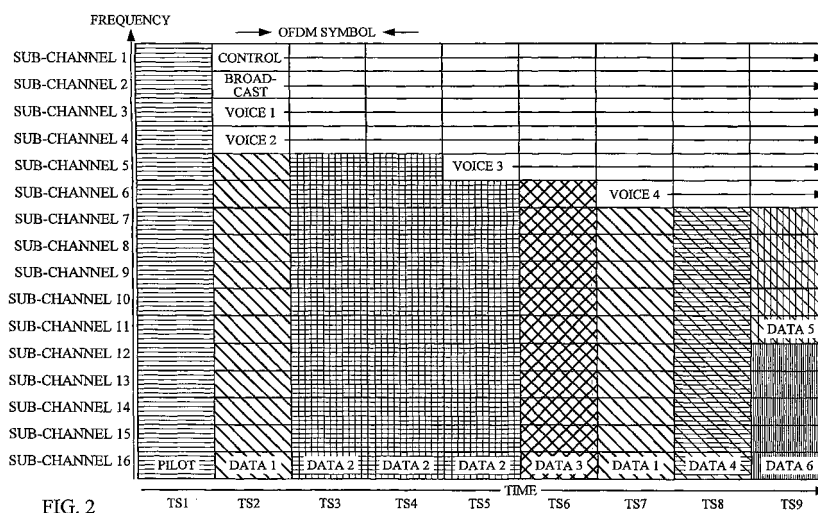 FREQUENCY
OFDM SYMBOL
SUB-CHANNEL 1 CONTROL
SUB-CHANNEL 2 BROAD-
CAST
SUB-CHANNEL 3 VOICE 1
SUB-CHANNEL 4 VOICE 2
SUB-CHANNEL 5 VOICE 3
SUB-CHANNEL 6 VOICE 4
SUB-CHANNEL 7
SUB-CHANNEL 8
SUB-CHANNEL 9
SUB-CHANNEL 10
SUB-CHANNEL 11 DATA 5
SUB-CHANNEL 12
SUB-CHANNEL 13
SUB-CHANNEL 14
SUB-CHANNEL 15
SUB-CHANNEL 16 PILOT DATA 1 DATA 2 DATA 2 DATA 2 DATA 3 DATA 1 DATA 4 DATA 6
TIME
FIG. 2 TS1 TS2 TS3 TS4 TS5 TS6 TS7 TS8 TS9